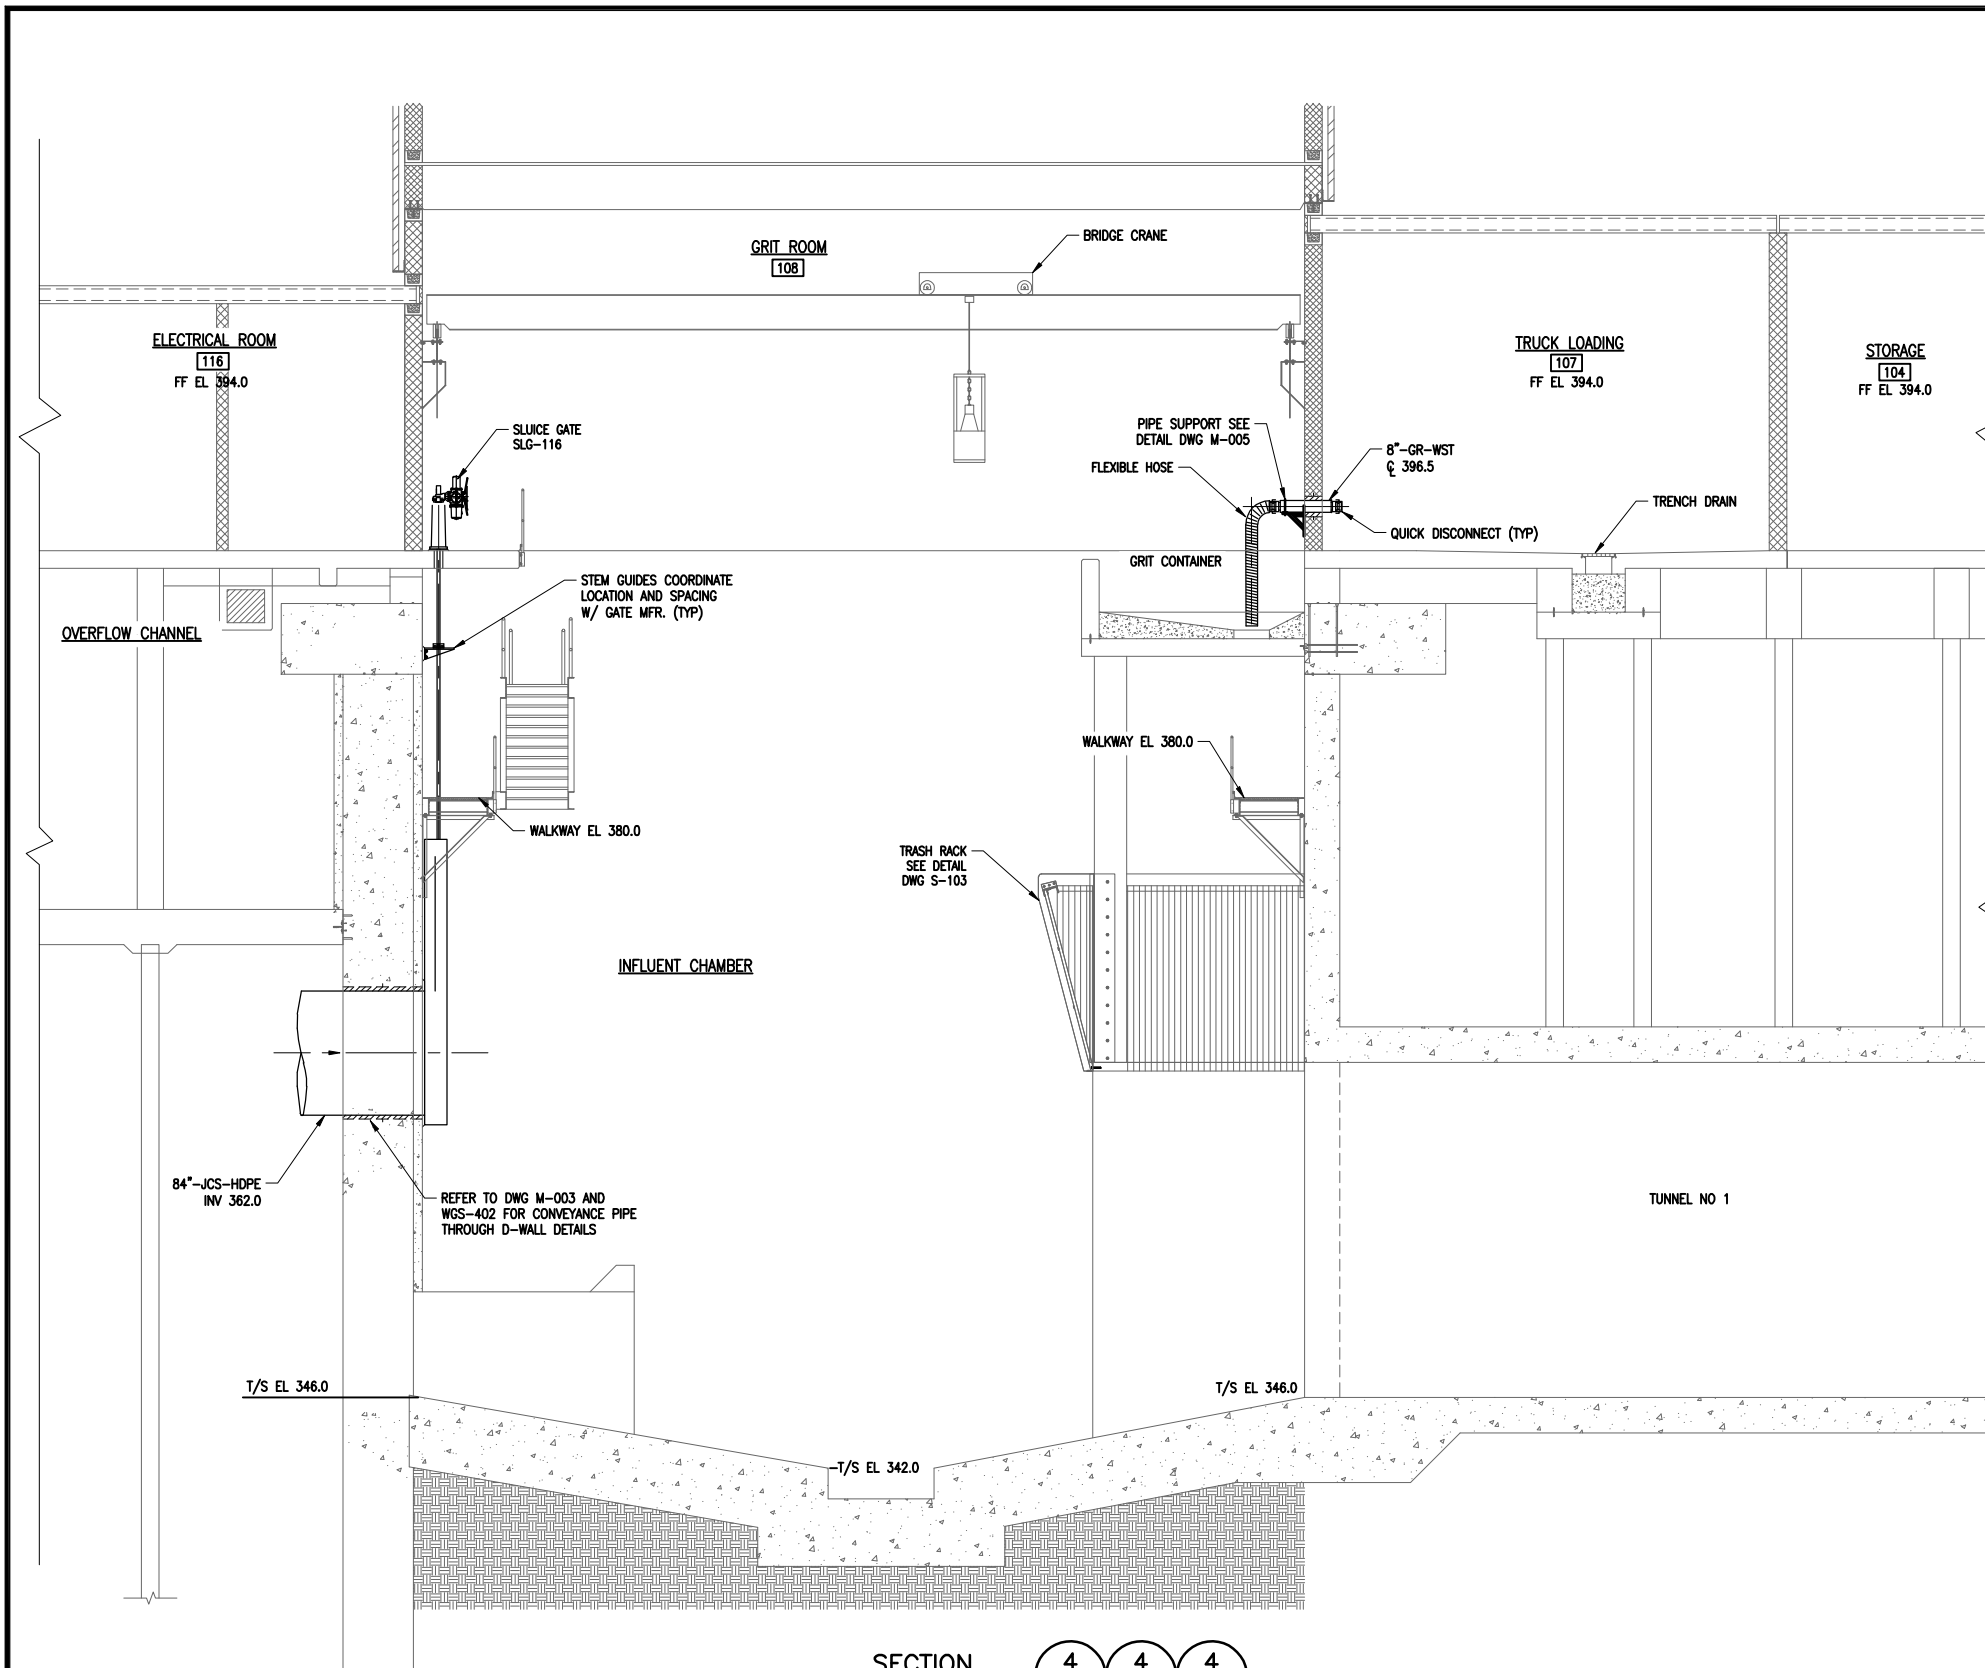 BRIDGE CRANE
GRIT ROOM
108
ELECTRICAL ROOM
116
FF EL 394.0
TRUCK LOADING
107
FF EL 394.0
STORAGE
104
FF EL 394.0
SLUICE GATE
SLG-116
PIPE SUPPORT SEE
DETAIL DWG M-005
FLEXIBLE HOSE
8"-GR-WST
℄ 396.5
TRENCH DRAIN
QUICK DISCONNECT (TYP)
GRIT CONTAINER
STEM GUIDES COORDINATE
LOCATION AND SPACING
W/ GATE MFR. (TYP)
OVERFLOW CHANNEL
WALKWAY EL 380.0
WALKWAY EL 380.0
TRASH RACK
SEE DETAIL
DWG S-103
INFLUENT CHAMBER
84"-JCS-HDPE
INV 362.0
REFER TO DWG M-003 AND
WGS-402 FOR CONVEYANCE PIPE
THROUGH D-WALL DETAILS
TUNNEL NO 1
T/S EL 346.0
T/S EL 346.0
T/S EL 342.0
SECTION 4 4 4